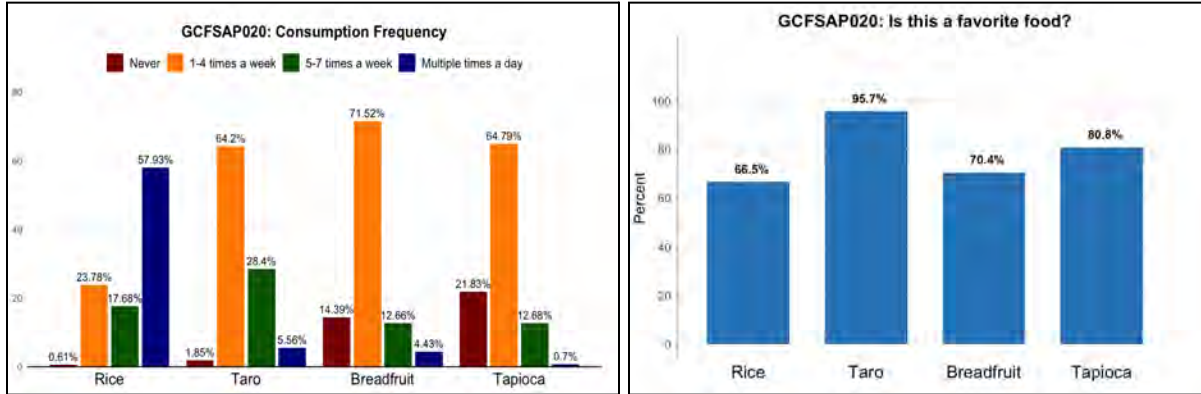 GCFSAP020: Consumption Frequency
Never 1-4 times a week 5-7 times a week Multiple times a day
80
60
40
20
0
0.61% 23.78% 17.68% 57.93%
1.85% 64.2% 28.4% 5.56%
14.39% 71.52% 12.66% 4.43%
21.83% 64.79% 12.68% 0.7%
Rice Taro Breadfruit Tapioca
GCFSAP020: Is this a favorite food?
Percent
100
80
60
40
20
0
66.5% 95.7% 70.4% 80.8%
Rice Taro Breadfruit Tapioca